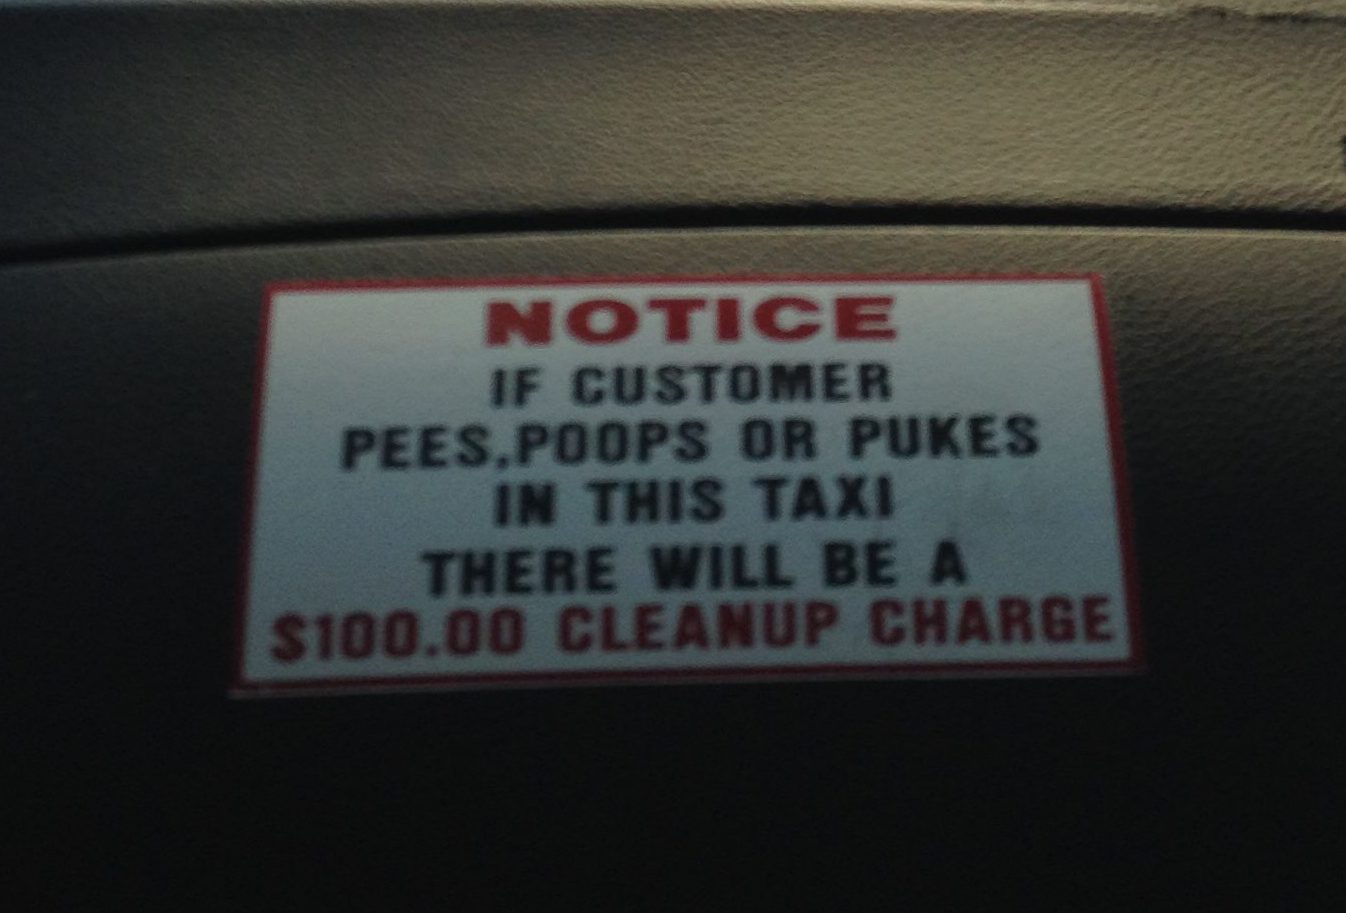 NOTICE
IF CUSTOMER
PEES,POOPS OR PUKES
IN THIS TAXI
THERE WILL BE A
$100.00 CLEANUP CHARGE